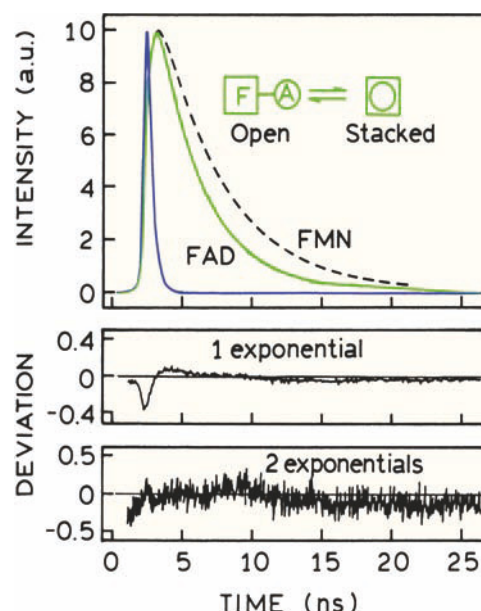 INTENSITY (a.u.)
10
8
6
4
2
0
F
A
Open
Stacked
FAD
FMN
DEVIATION
0.4
0
-0.4
1 exponential
0.5
0
-0.5
2 exponentials
0
5
10
15
20
25
TIME (ns)